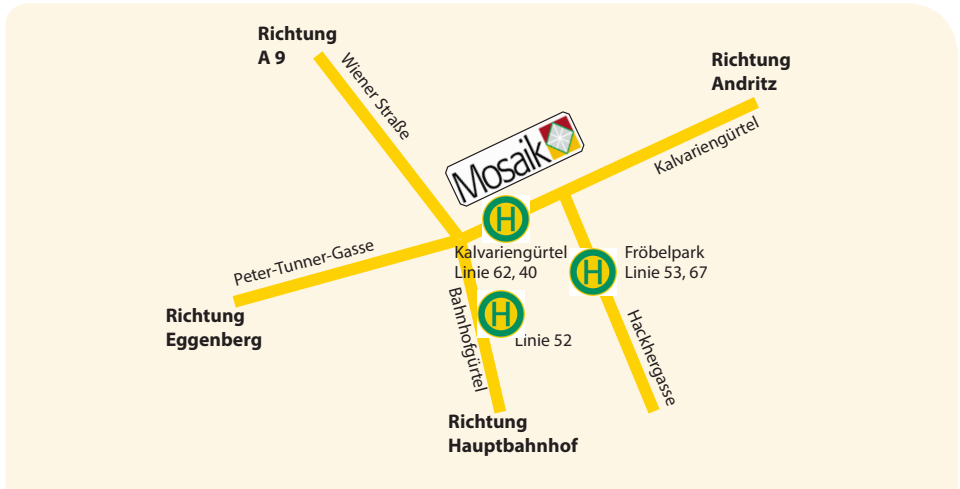 Richtung
A 9
Wiener Straße
Richtung
Andritz
Kalvariengürtel
Mosaik
H
Kalvariengürtel
Linie 62, 40
H
Fröbelpark
Linie 53, 67
Peter-Tunner-Gasse
Richtung
Eggenberg
Bahnhofgürtel
H
Linie 52
Hackhergasse
Richtung
Hauptbahnhof